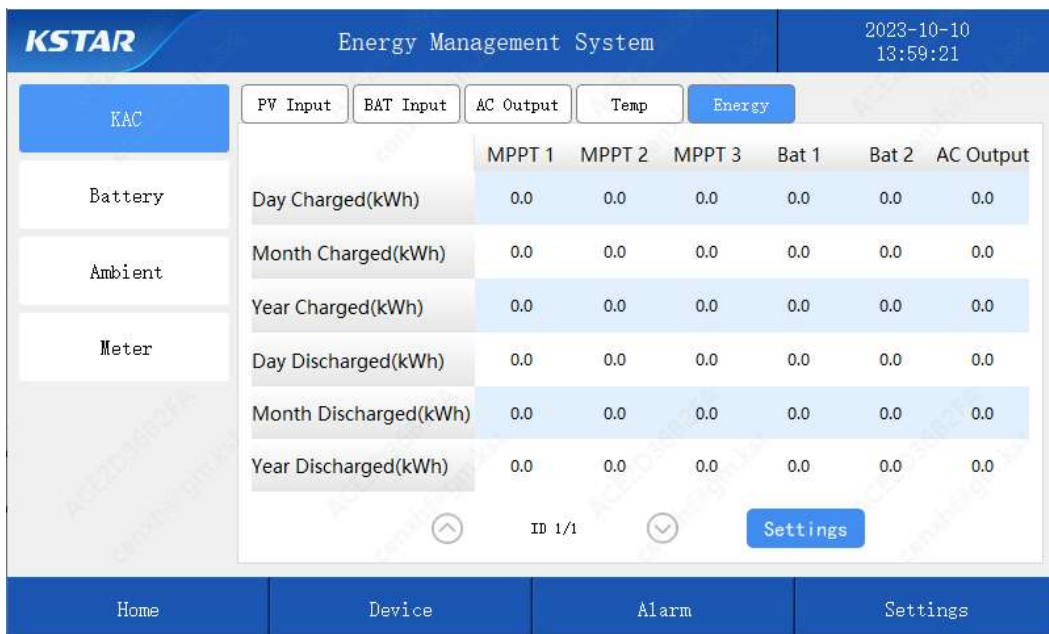 KSTAR
Energy Management System
2023-10-10
13:59:21
KAC
Battery
Ambient
Meter
PV Input BAT Input AC Output Temp Energy
MPPT 1 MPPT 2 MPPT 3 Bat 1 Bat 2 AC Output
Day Charged(kWh) 0.0 0.0 0.0 0.0 0.0 0.0
Month Charged(kWh) 0.0 0.0 0.0 0.0 0.0 0.0
Year Charged(kWh) 0.0 0.0 0.0 0.0 0.0 0.0
Day Discharged(kWh) 0.0 0.0 0.0 0.0 0.0 0.0
Month Discharged(kWh) 0.0 0.0 0.0 0.0 0.0 0.0
Year Discharged(kWh) 0.0 0.0 0.0 0.0 0.0 0.0
ID 1/1 Settings
Home Device Alarm Settings